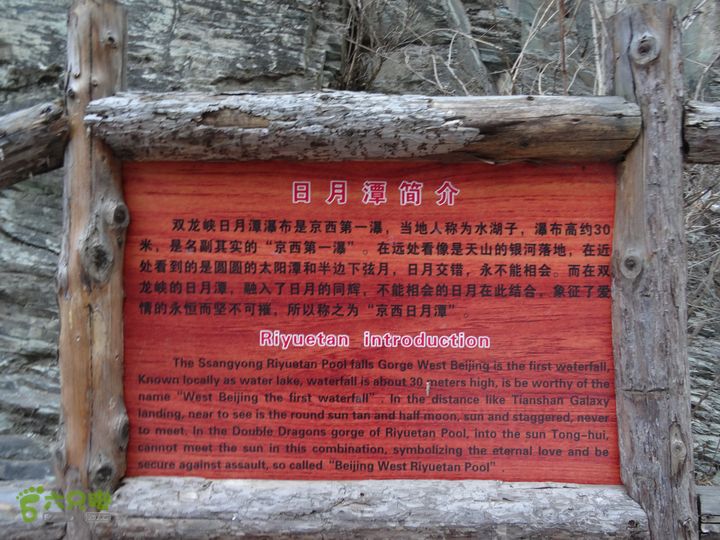 日月潭简介
双龙峡日月潭瀑布是京西第一瀑，当地人称为水湖子，瀑布高约30
米，是名副其实的“京西第一瀑”。在远处看像是天山的银河落地，在近
处看到的是圆圆的太阳潭和半边下弦月，日月交错，永不能相会。而在双
龙峡的日月潭，融入了日月的同辉，不能相会的日月在此结合，象征了爱
情的永恒而坚不可摧，所以称之为“京西日月潭”。
Riyuetan introduction
The Ssangyong Riyuetan Pool falls Gorge West Beijing is the first waterfall,
Known locally as water lake, waterfall is about 30 meters high, is be worthy of the
name "West Beijing the first waterfall" . In the distance like Tianshan Galaxy
landing, near to see is the round sun tan and half moon, sun and staggered, never
to meet. In the Double Dragons gorge of Riyuetan Pool, into the sun Tong-hui,
cannot meet the sun in this combination, symbolizing the eternal love and be
secure against assault, so called "Beijing West Riyuetan Pool"
六只脚